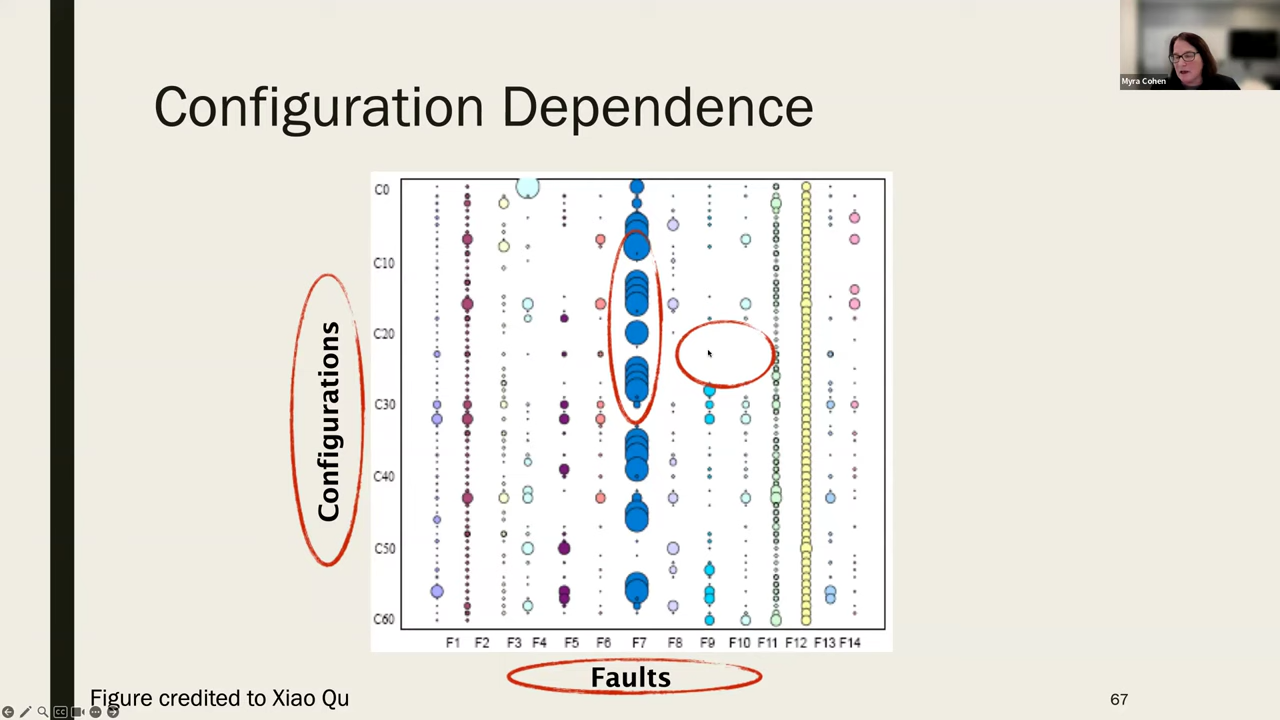 Myra Cohen
Configuration Dependence
C0
C10
C20
C30
C40
C50
C60
Configurations
F1 F2 F3 F4 F5 F6 F7 F8 F9 F10 F11 F12 F13 F14
Faults
Figure credited to Xiao Qu
67
CC